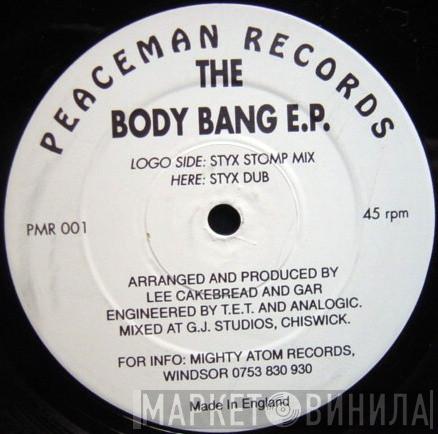 PEACEMAN RECORDS
THE
BODY BANG E.P.
LOGO SIDE: STYX STOMP MIX
HERE: STYX DUB
PMR 001
45 rpm
ARRANGED AND PRODUCED BY
LEE CAKEBREAD AND GAR
ENGINEERED BY T.E.T. AND ANALOGIC.
MIXED AT G.J. STUDIOS, CHISWICK.
FOR INFO: MIGHTY ATOM RECORDS,
WINDSOR 0753 830 930
МАРКЕТ ВИНИЛА
Made In England